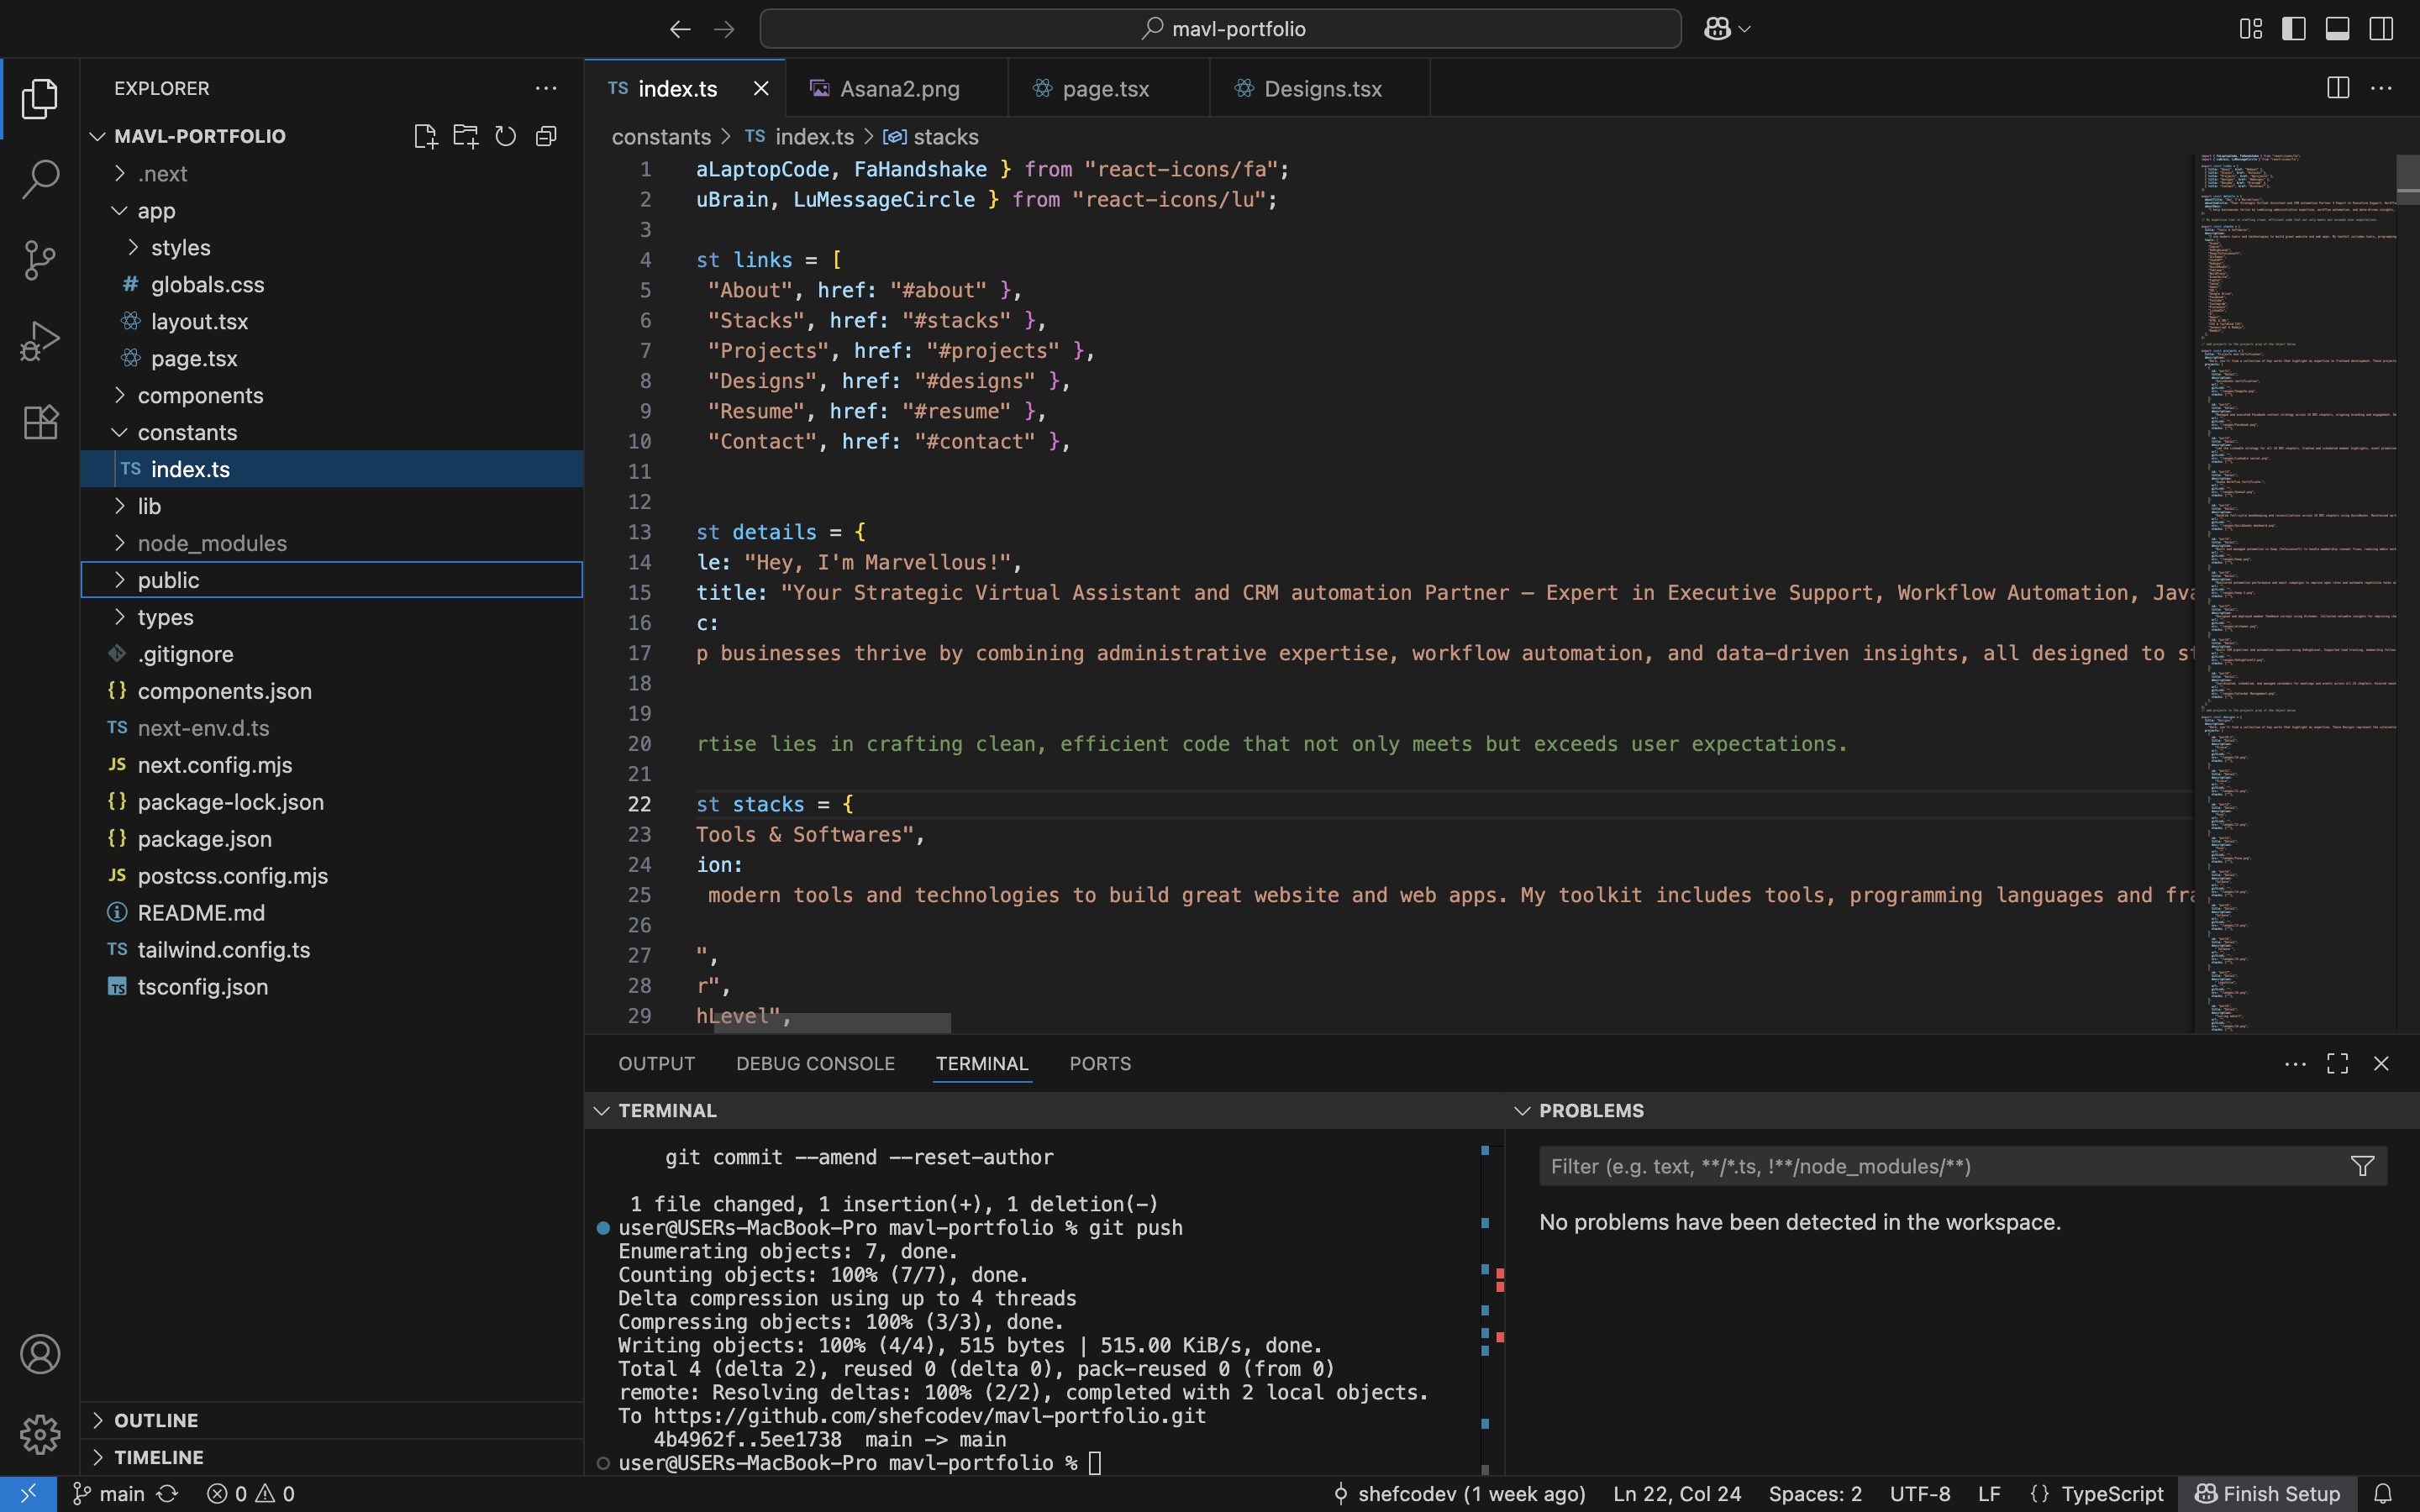 mavl-portfolio
EXPLORER
MAVL-PORTFOLIO
.next
app
styles
# globals.css
layout.tsx
page.tsx
components
constants
TS index.ts
lib
node_modules
public
types
.gitignore
{} components.json
TS next-env.d.ts
JS next.config.mjs
{} package-lock.json
{} package.json
JS postcss.config.mjs
README.md
TS tailwind.config.ts
TS tsconfig.json
OUTLINE
TIMELINE
TS index.ts
Asana2.png
page.tsx
Designs.tsx
constants > TS index.ts > stacks
1 aLaptopCode, FaHandshake } from "react-icons/fa";
2 uBrain, LuMessageCircle } from "react-icons/lu";
3
4 st links = [
5 "About", href: "#about" },
6 "Stacks", href: "#stacks" },
7 "Projects", href: "#projects" },
8 "Designs", href: "#designs" },
9 "Resume", href: "#resume" },
10 "Contact", href: "#contact" },
11
12
13 st details = {
14 le: "Hey, I'm Marvellous!",
15 title: "Your Strategic Virtual Assistant and CRM automation Partner – Expert in Executive Support, Workflow Automation, Java
16 c:
17 p businesses thrive by combining administrative expertise, workflow automation, and data-driven insights, all designed to st
18
19
20 rtise lies in crafting clean, efficient code that not only meets but exceeds user expectations.
21
22 st stacks = {
23 Tools & Softwares",
24 ion:
25 modern tools and technologies to build great website and web apps. My toolkit includes tools, programming languages and fra
26
27 ",
28 r",
29 hLevel",
OUTPUT
DEBUG CONSOLE
TERMINAL
PORTS
TERMINAL
git commit --amend --reset-author
1 file changed, 1 insertion(+), 1 deletion(-)
user@USERs-MacBook-Pro mavl-portfolio % git push
Enumerating objects: 7, done.
Counting objects: 100% (7/7), done.
Delta compression using up to 4 threads
Compressing objects: 100% (3/3), done.
Writing objects: 100% (4/4), 515 bytes | 515.00 KiB/s, done.
Total 4 (delta 2), reused 0 (delta 0), pack-reused 0 (from 0)
remote: Resolving deltas: 100% (2/2), completed with 2 local objects.
To https://github.com/shefcodev/mavl-portfolio.git
4b4962f..5ee1738 main -> main
user@USERs-MacBook-Pro mavl-portfolio %
PROBLEMS
Filter (e.g. text, **/*.ts, !**/node_modules/**)
No problems have been detected in the workspace.
main
0
0
shefcodev (1 week ago)
Ln 22, Col 24
Spaces: 2
UTF-8
LF
{} TypeScript
Finish Setup